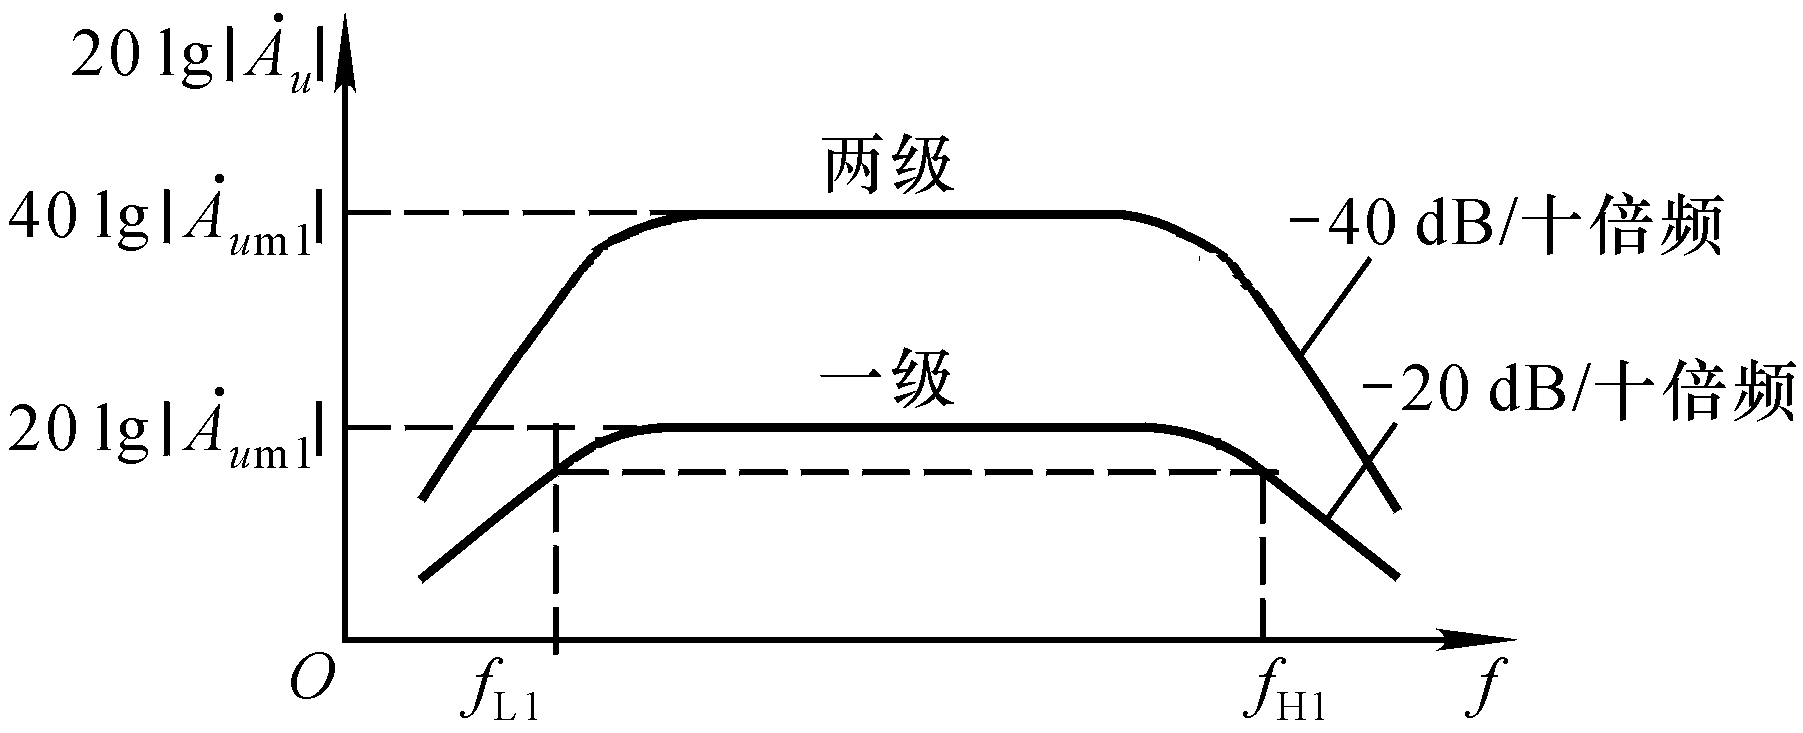 20 lg|Ȧu|
两级
40 lg|Ȧum1|
-40 dB/十倍频
一级
-20 dB/十倍频
20 lg|Ȧum1|
O
fL1
fH1
f